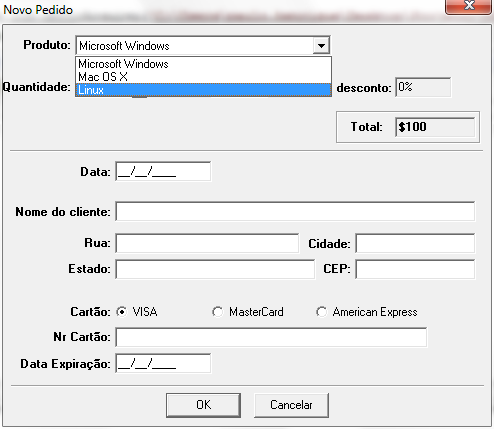 Novo Pedido
Produto: Microsoft Windows
Microsoft Windows
Mac OS X
Linux
Quantidade: desconto: 0%
Total: $100
Data: __/__/____
Nome do cliente:
Rua: Cidade:
Estado: CEP:
Cartão: VISA MasterCard American Express
Nr Cartão:
Data Expiração: __/__/____
OK Cancelar